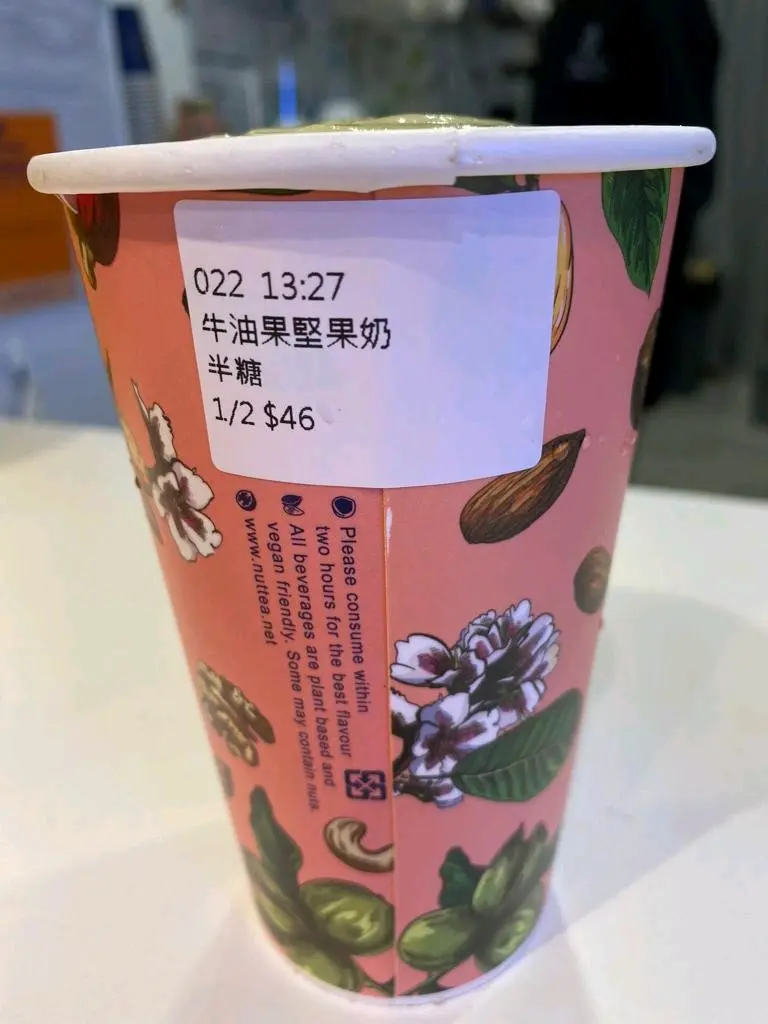 022 13:27
牛油果堅果奶
半糖
1/2 $46
Please consume within
two hours for the best flavour
All beverages are plant based and
vegan friendly. Some may contain nuts.
www.nuttea.net